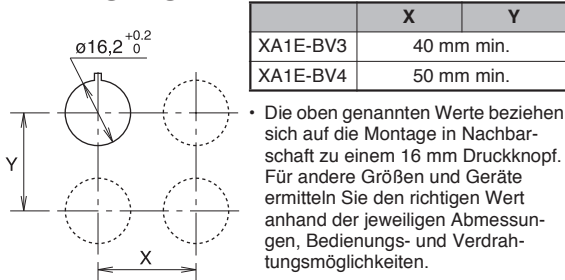 ø16,2 +0.2 0
Y
X
X Y
XA1E-BV3 40 mm min.
XA1E-BV4 50 mm min.
• Die oben genannten Werte beziehen
sich auf die Montage in Nachbar-
schaft zu einem 16 mm Druckknopf.
Für andere Größen und Geräte
ermitteln Sie den richtigen Wert
anhand der jeweiligen Abmessun-
gen, Bedienungs- und Verdrah-
tungsmöglichkeiten.